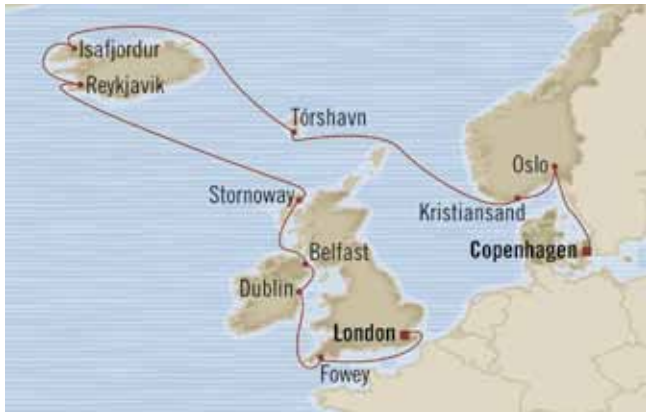 Isafjordur
Reykjavik
Tórshavn
Oslo
Stornoway
Kristiansand
Belfast
Copenhagen
Dublin
London
Fowey